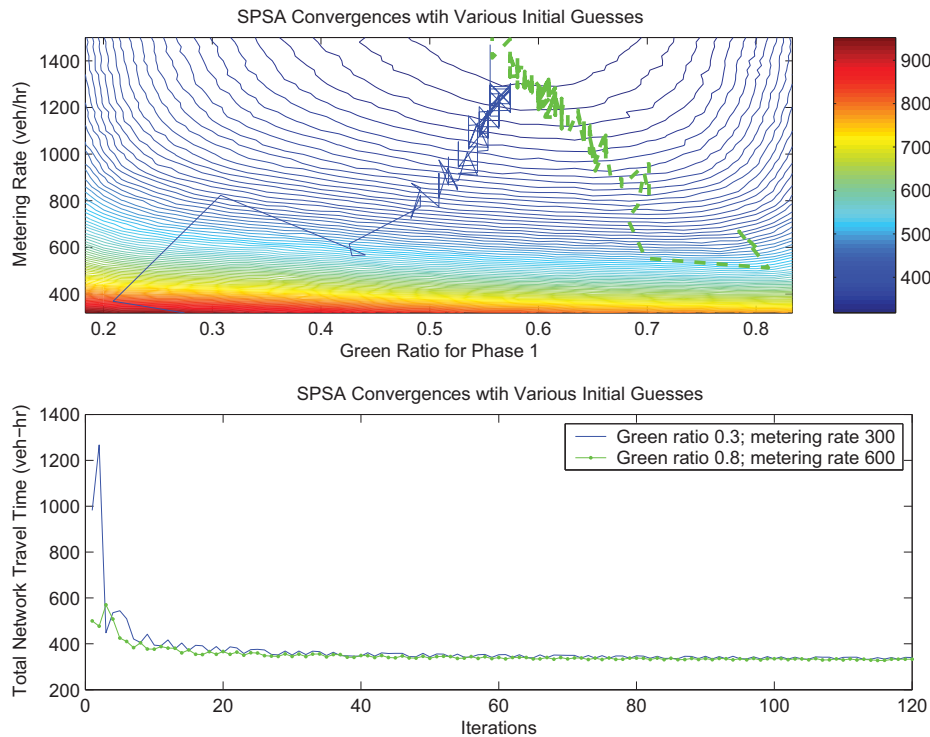 SPSA Convergences wtih Various Initial Guesses
1400
1200
1000
800
600
400
Metering Rate (veh/hr)
0.2 0.3 0.4 0.5 0.6 0.7 0.8
Green Ratio for Phase 1
900
800
700
600
500
400
SPSA Convergences wtih Various Initial Guesses
1400
1200
1000
800
600
400
200
Total Network Travel Time (veh-hr)
Green ratio 0.3; metering rate 300
Green ratio 0.8; metering rate 600
0 20 40 60 80 100 120
Iterations